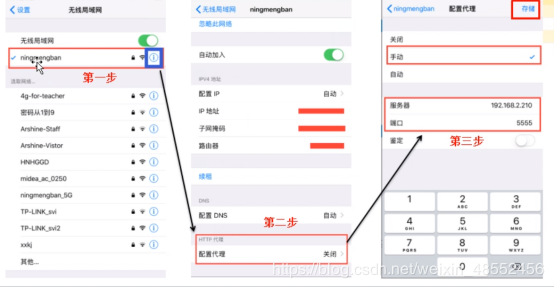 设置
无线局域网
无线局域网
ningmengban
第一步
选取网络...
4g-for-teacher
密码从1到9
Arshine-Staff
Arshine-Vistor
HNHGGD
midea_ac_0250
ningmengban_5G
TP-LINK_svi
TP-LINK_svi2
xxkj
其他...
无线局域网
ningmengban
忽略此网络
自动加入
IPV4 地址
配置 IP
自动
IP 地址
子网掩码
路由器
续租
DNS
配置 DNS
自动
第二步
HTTP 代理
配置代理
关闭
ningmengban
配置代理
存储
关闭
手动
自动
服务器
192.168.2.210
端口
5555
第三步
鉴定
1
2
ABC
3
DEF
4
GHI
5
JKL
6
MNO
7
PQRS
8
TUV
9
WXYZ
0
https://blog.csdn.net/weixin_48552456